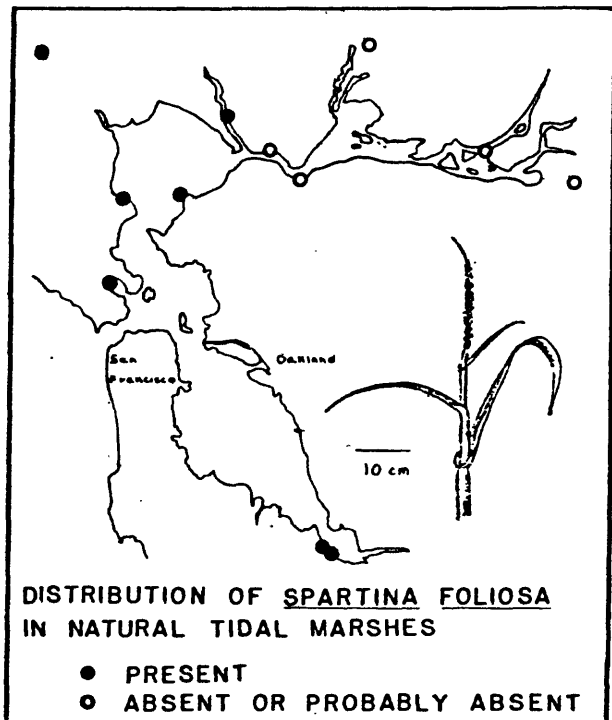 San
Francisco
Oakland
10 cm
DISTRIBUTION OF SPARTINA FOLIOSA
IN NATURAL TIDAL MARSHES
PRESENT
ABSENT OR PROBABLY ABSENT